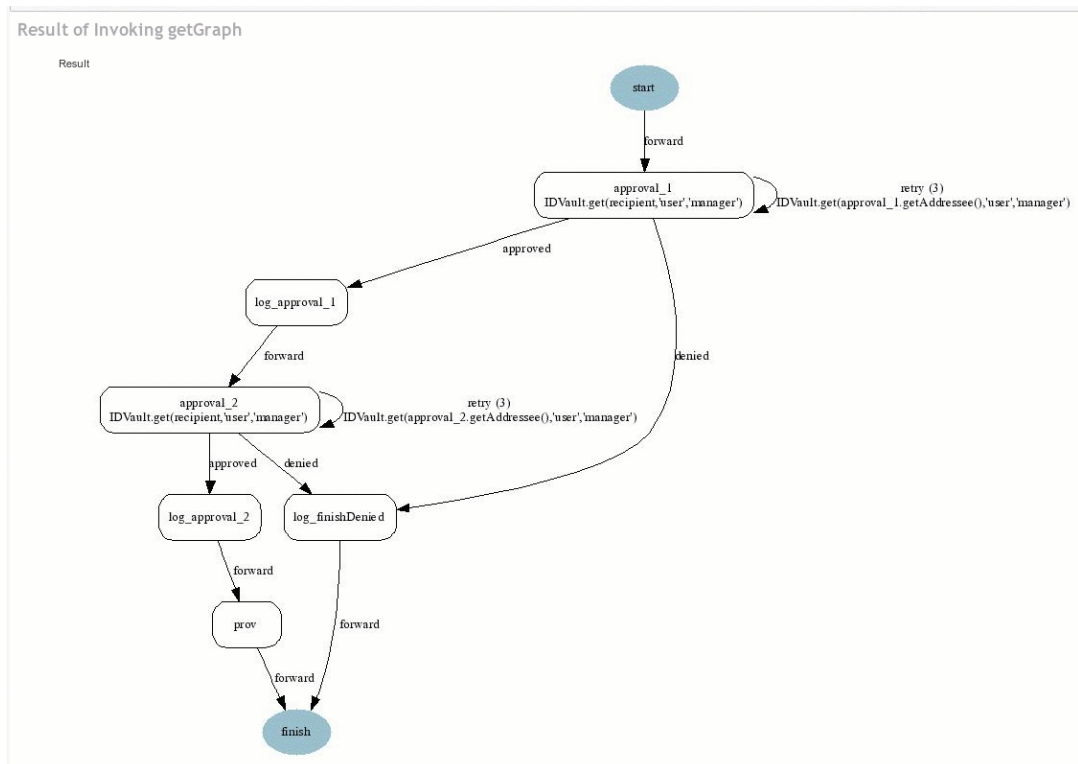 Result of Invoking getGraph
Result
start
forward
approval_1
IDVault.get(recipient,'user','manager')
retry (3)
IDVault.get(approval_1.getAddressee(),'user','manager')
approved
log_approval_1
denied
forward
approval_2
IDVault.get(recipient,'user','manager')
retry (3)
IDVault.get(approval_2.getAddressee(),'user','manager')
approved
denied
log_approval_2
log_finishDenied
forward
prov
forward
forward
finish